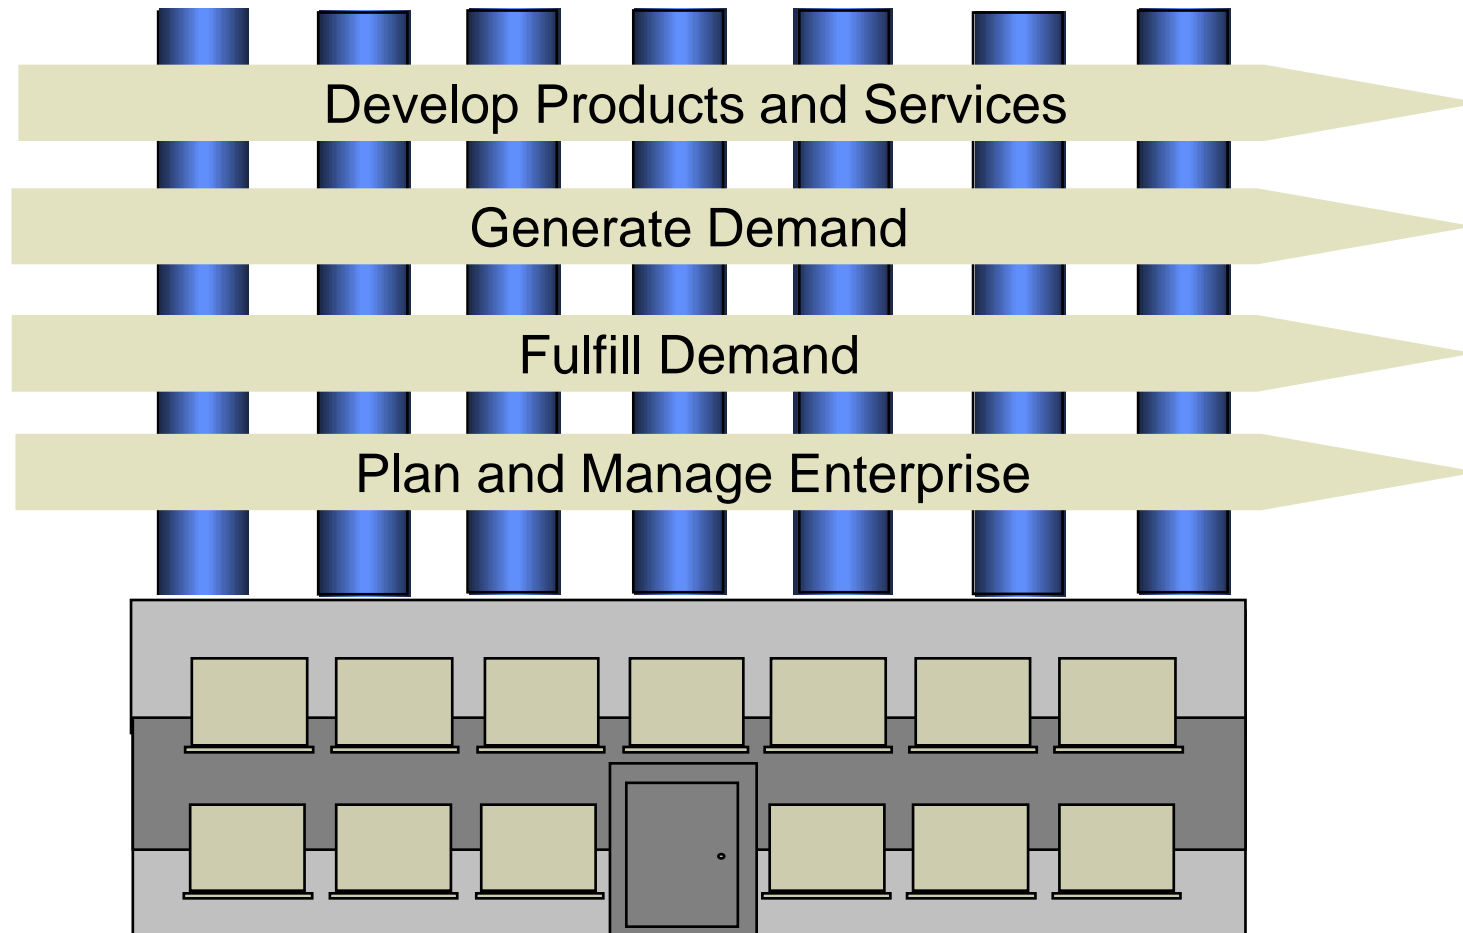 Develop Products and Services
Generate Demand
Fulfill Demand
Plan and Manage Enterprise